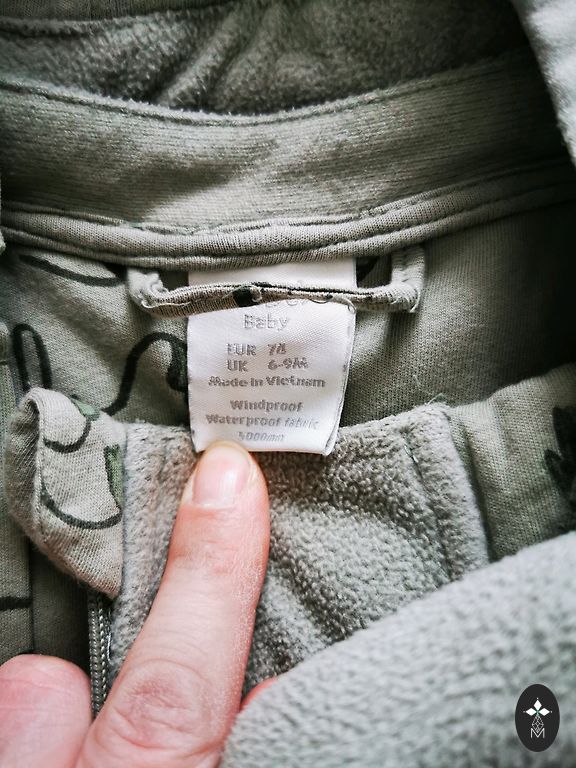 Baby
EUR 74
UK 6-9M
Made in Vietnam
Windproof
Waterproof fabric
5000mm
M